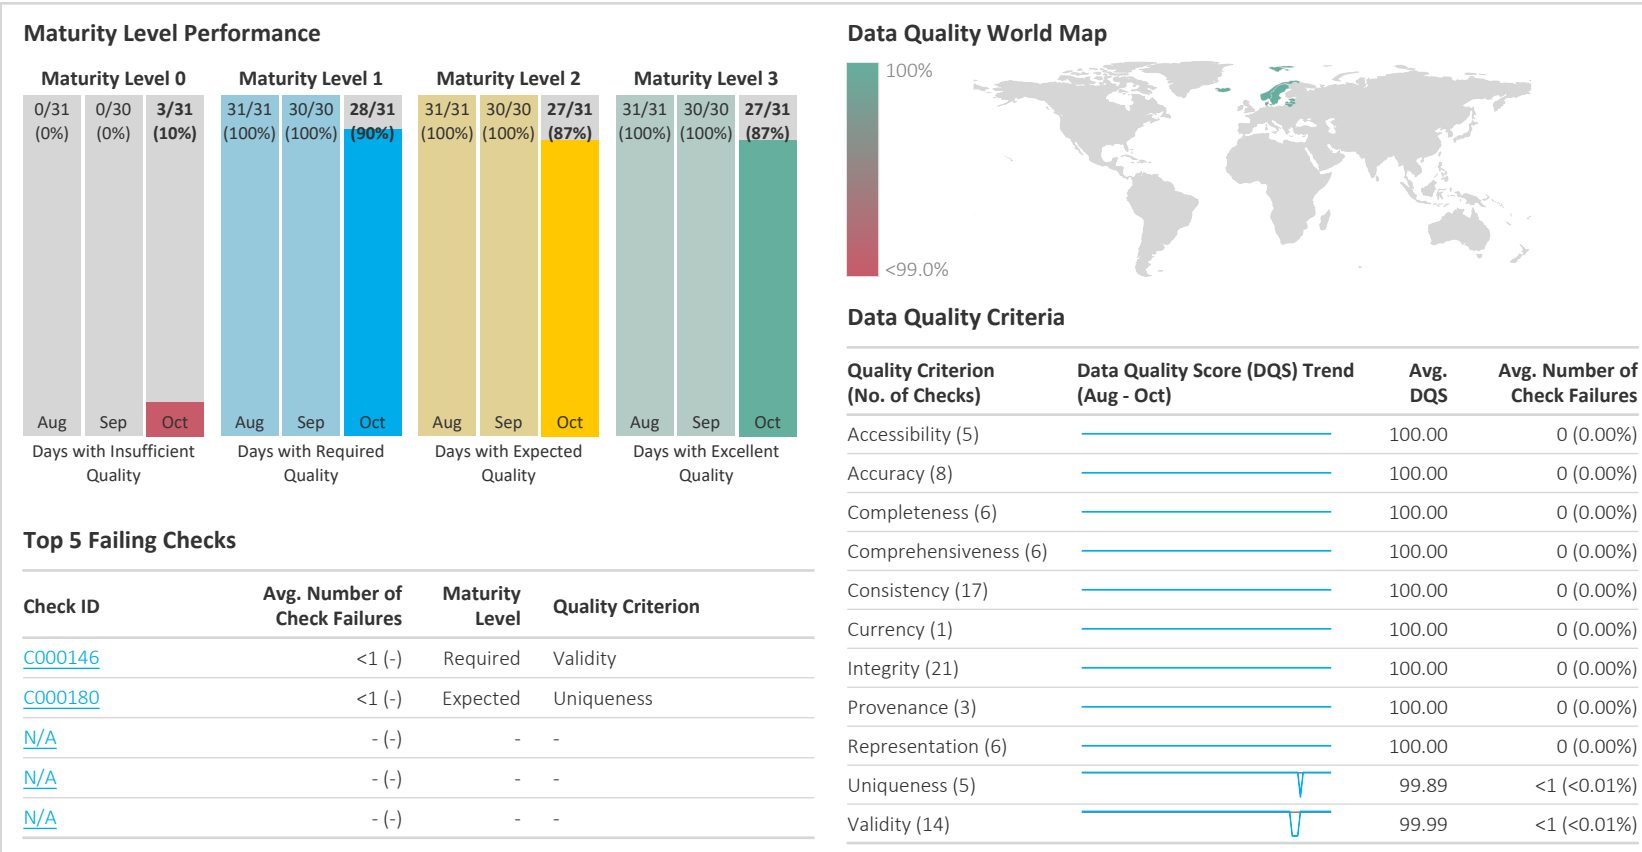 Maturity Level Performance
Maturity Level 0 Maturity Level 1 Maturity Level 2 Maturity Level 3
0/31 0/30 3/31 31/31 30/30 28/31 31/31 30/30 27/31 31/31 30/30 27/31
(0%) (0%) (10%) (100%) (100%) (90%) (100%) (100%) (87%) (100%) (100%) (87%)
Aug Sep Oct Aug Sep Oct Aug Sep Oct Aug Sep Oct
Days with Insufficient Days with Required Days with Expected Days with Excellent
Quality Quality Quality Quality
Top 5 Failing Checks
Avg. Number of Maturity
Check ID Quality Criterion
Check Failures Level
C000146 <1 (-) Required Validity
C000180 <1 (-) Expected Uniqueness
N/A - (-) - -
N/A - (-) - -
N/A - (-) - -
Data Quality World Map
100%
<99.0%
Data Quality Criteria
Quality Criterion Data Quality Score (DQS) Trend Avg. Avg. Number of
(No. of Checks) (Aug - Oct) DQS Check Failures
Accessibility (5) 100.00 0 (0.00%)
Accuracy (8) 100.00 0 (0.00%)
Completeness (6) 100.00 0 (0.00%)
Comprehensiveness (6) 100.00 0 (0.00%)
Consistency (17) 100.00 0 (0.00%)
Currency (1) 100.00 0 (0.00%)
Integrity (21) 100.00 0 (0.00%)
Provenance (3) 100.00 0 (0.00%)
Representation (6) 100.00 0 (0.00%)
Uniqueness (5) 99.89 <1 (<0.01%)
Validity (14) 99.99 <1 (<0.01%)